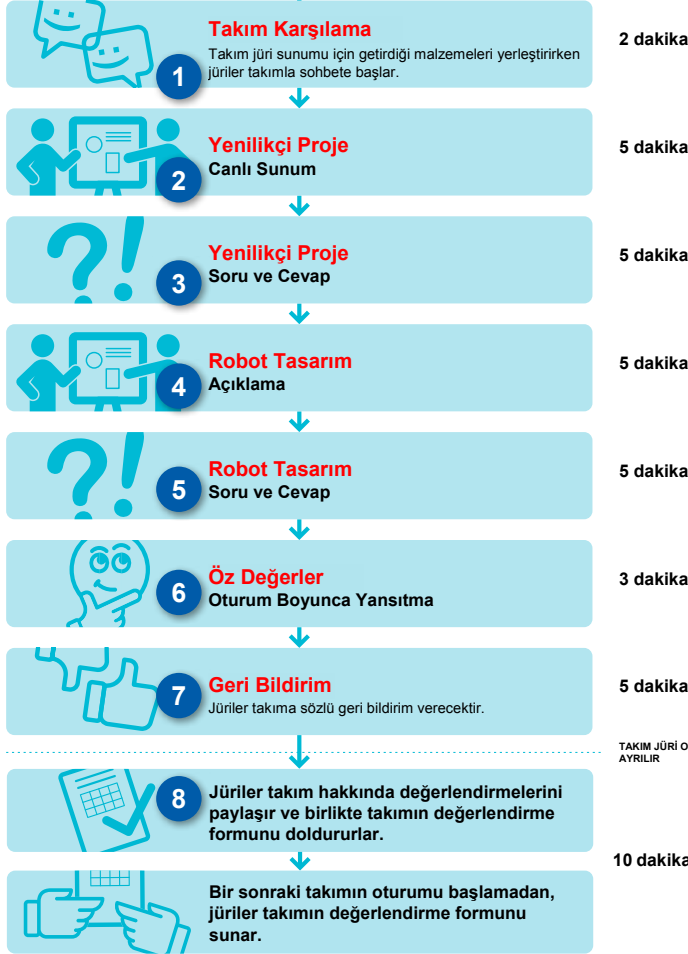 Takım Karşılama
Takım jüri sunumu için getirdiği malzemeleri yerleştirirken
jüriler takımla sohbete başlar.
1
2 dakika
Yenilikçi Proje
Canlı Sunum
2
5 dakika
Yenilikçi Proje
Soru ve Cevap
3
5 dakika
Robot Tasarım
Açıklama
4
5 dakika
Robot Tasarım
Soru ve Cevap
5
5 dakika
Öz Değerler
Oturum Boyunca Yansıtma
6
3 dakika
Geri Bildirim
Jüriler takıma sözlü geri bildirim verecektir.
7
5 dakika
TAKIM JÜRİ O
AYRILIR
8
Jüriler takım hakkında değerlendirmelerini
paylaşır ve birlikte takımın değerlendirme
formunu doldururlar.
10 dakika
Bir sonraki takımın oturumu başlamadan,
jüriler takımın değerlendirme formunu
sunar.